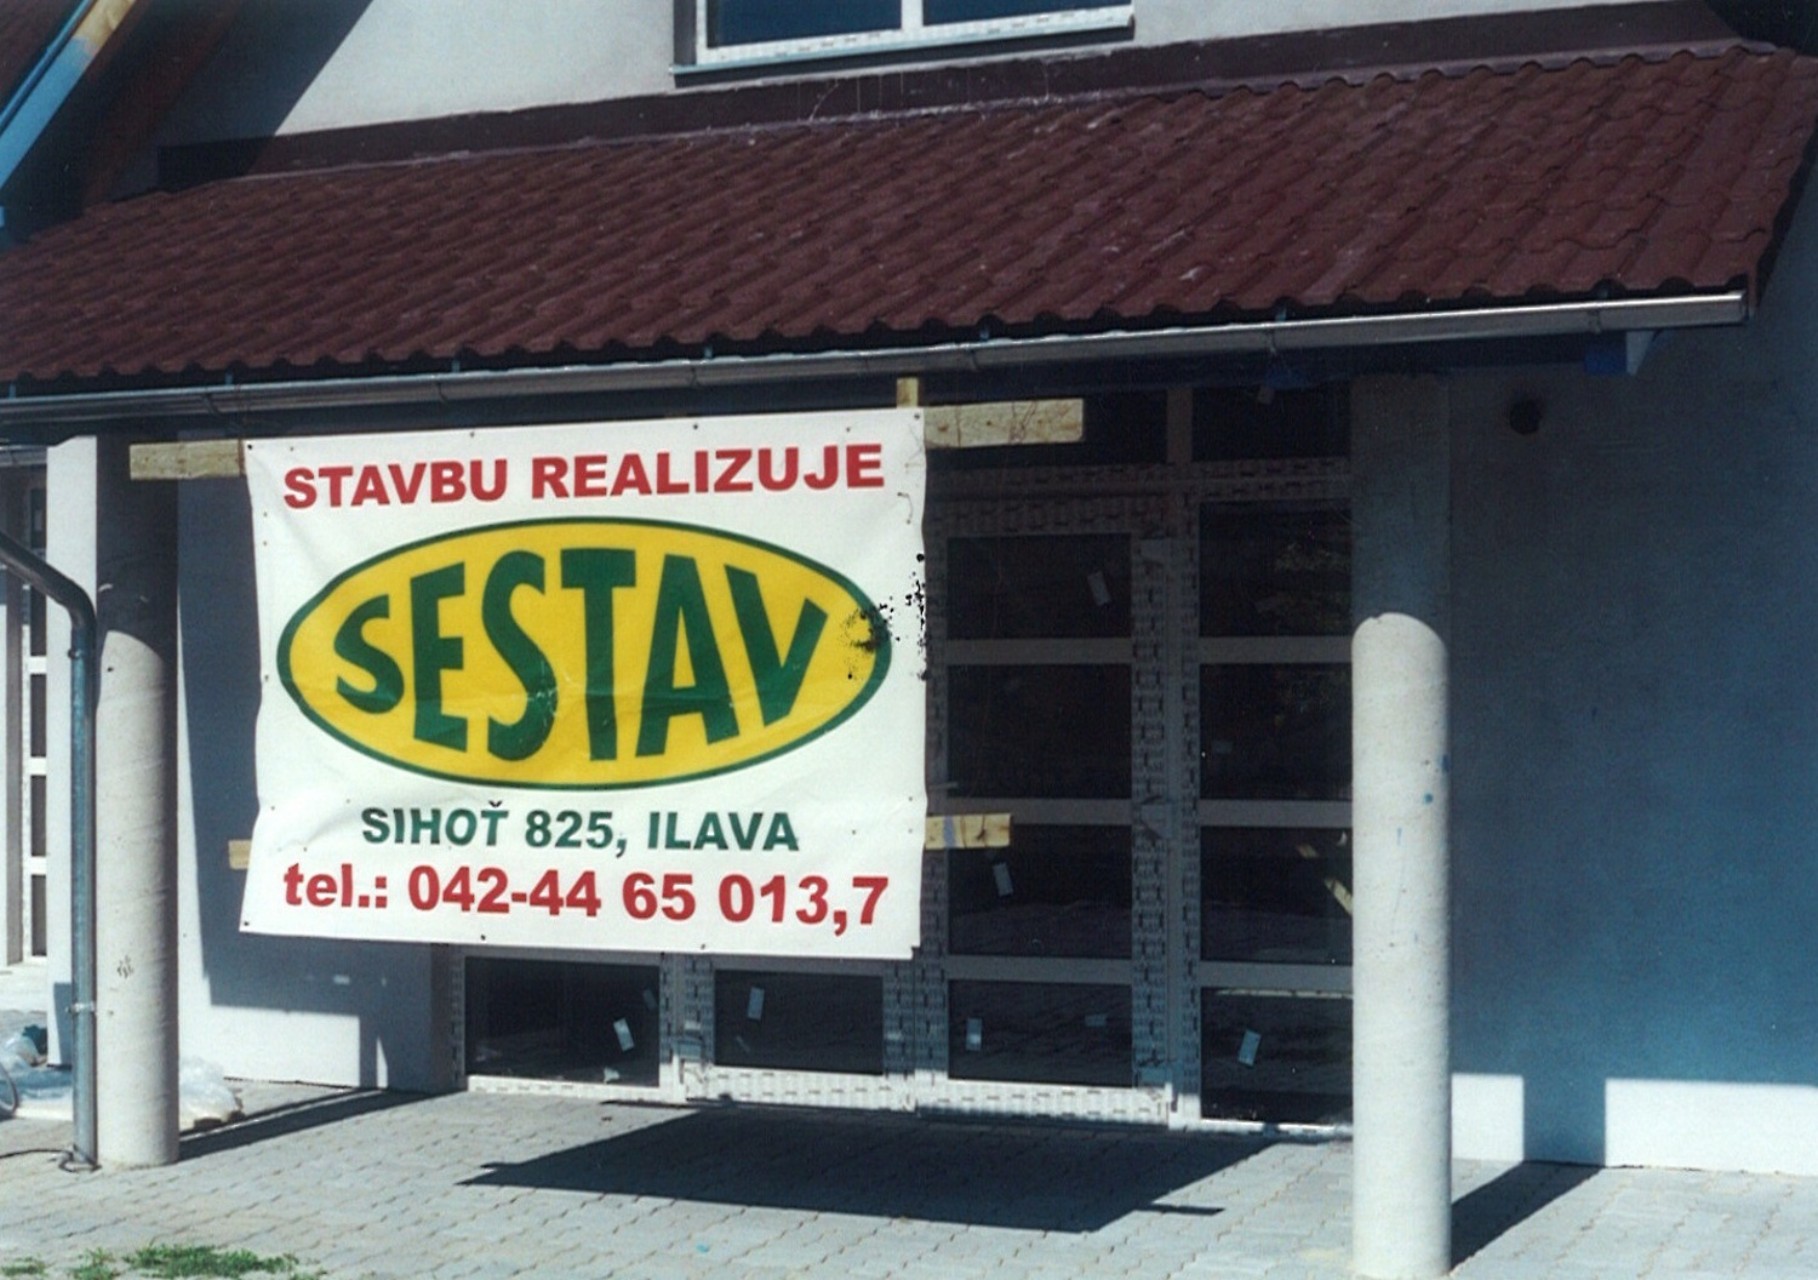 STAVBU REALIZUJE
SESTAV
SIHOŤ 825, ILAVA
tel.: 042-44 65 013,7